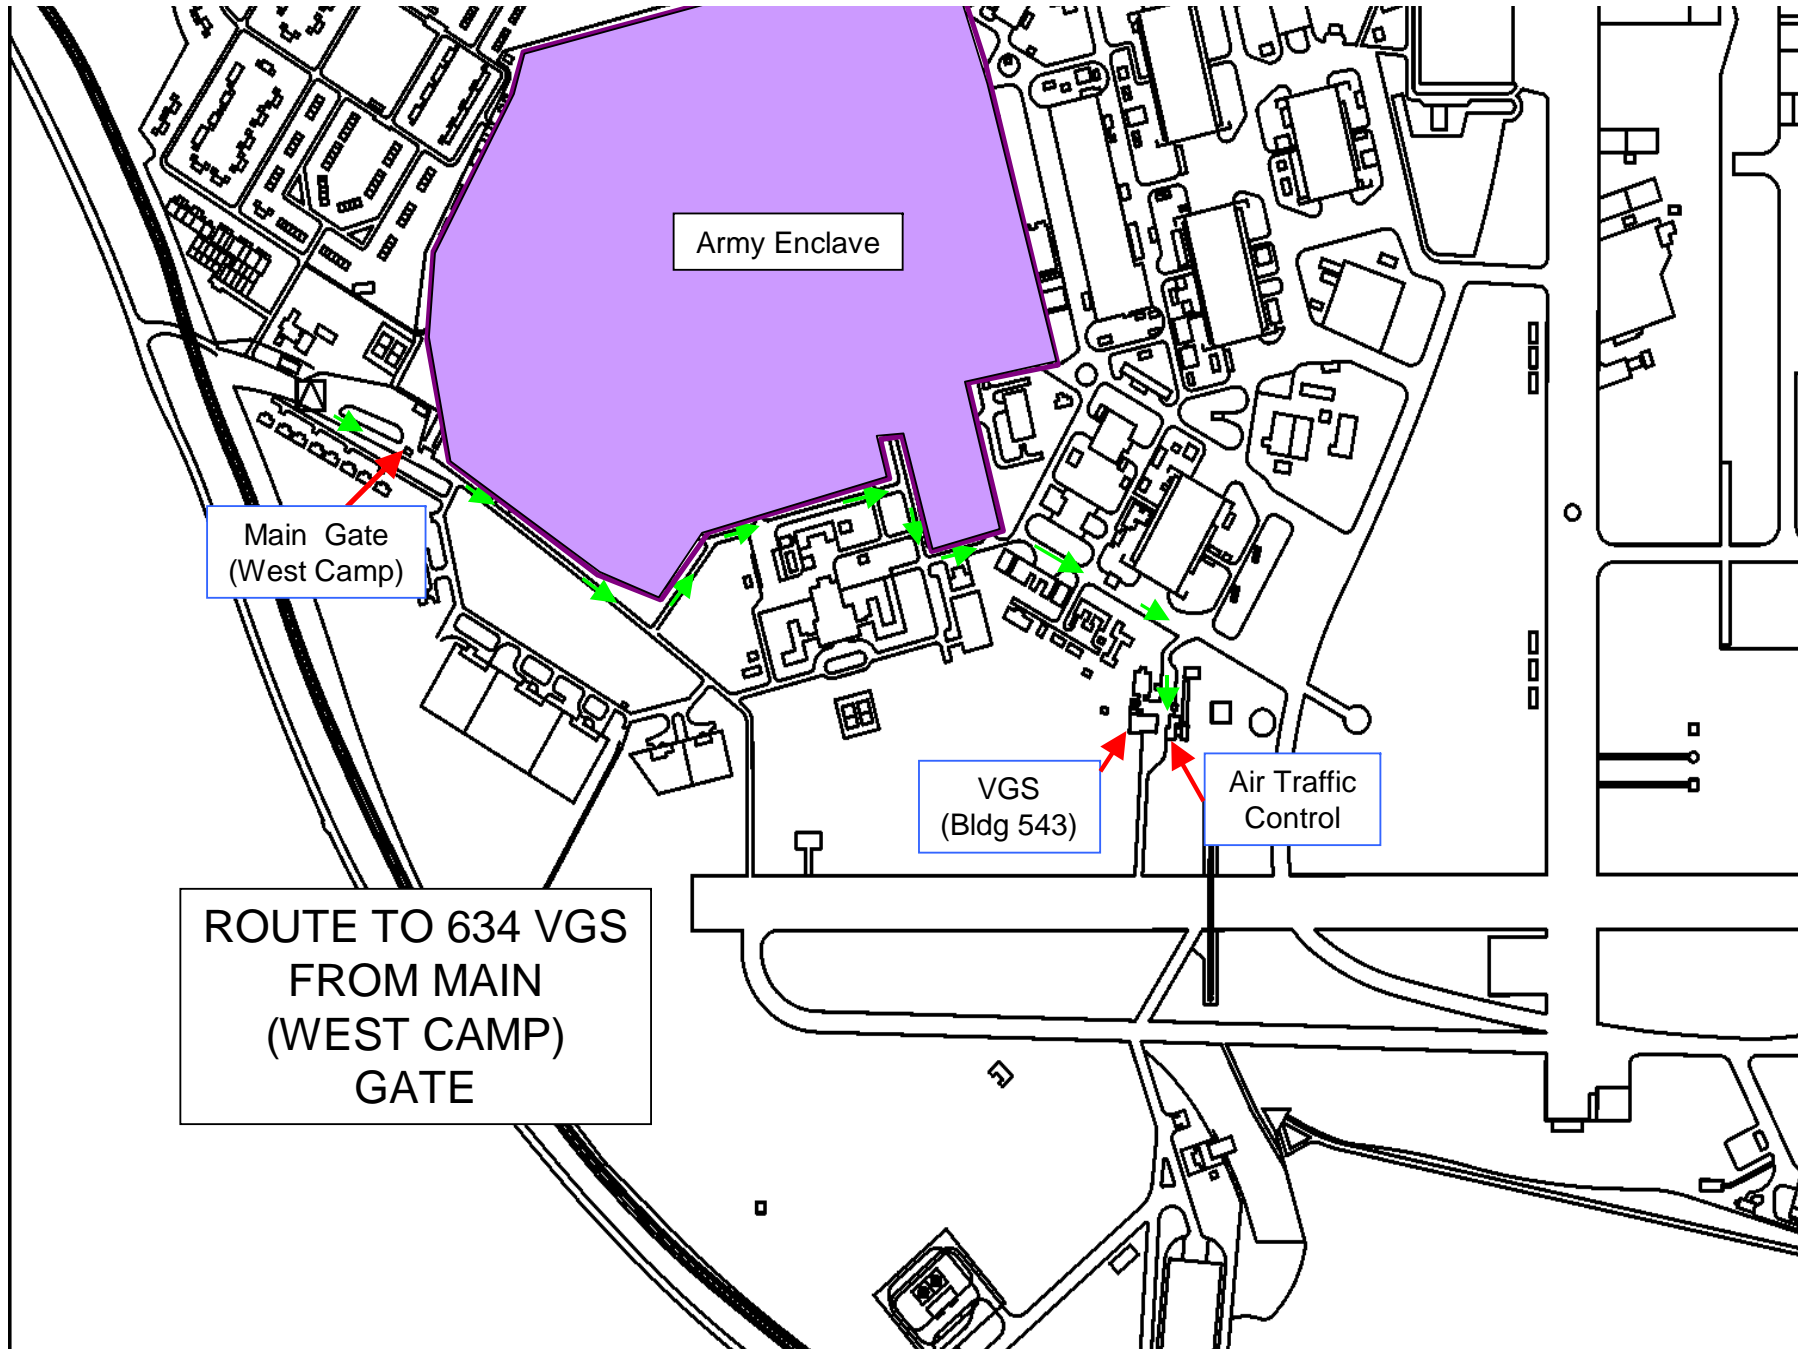 Army Enclave
Main Gate
(West Camp)
VGS
(Bldg 543)
Air Traffic
Control
ROUTE TO 634 VGS
FROM MAIN
(WEST CAMP)
GATE